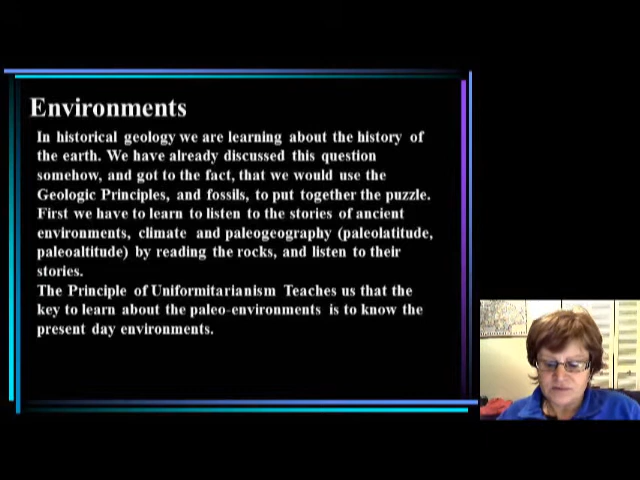 Environments
In historical geology we are learning about the history of
the earth. We have already discussed this question
somehow, and got to the fact, that we would use the
Geologic Principles, and fossils, to put together the puzzle.
First we have to learn to listen to the stories of ancient
environments, climate and paleogeography (paleolatitude,
paleoaltitude) by reading the rocks, and listen to their
stories.
The Principle of Uniformitarianism Teaches us that the
key to learn about the paleo-environments is to know the
present day environments.